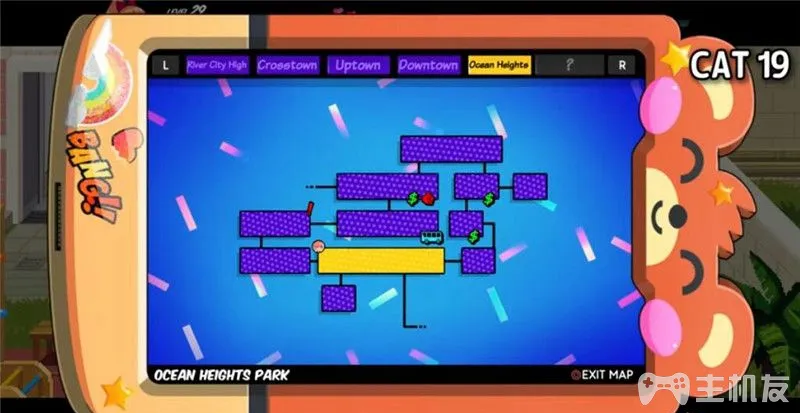 LEVEL 29
L River City High Crosstown Uptown Downtown Ocean Heights ? R
CAT 19
BANG!
OCEAN HEIGHTS PARK
EXIT MAP
主机友